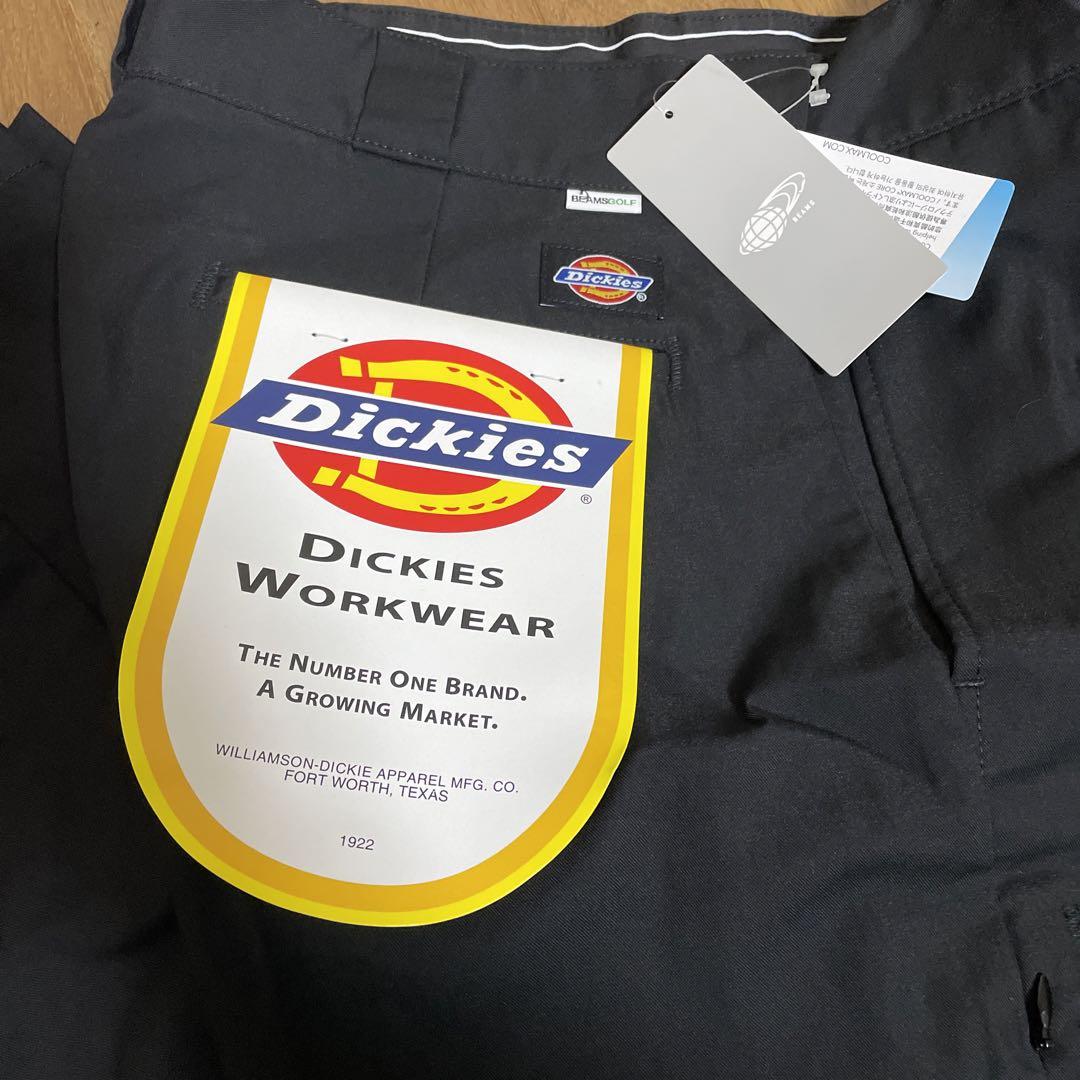 BEAMSGOLF
Dickies
®
BEAMS
COOLMAX.COM
Dickies
®
DICKIES
WORKWEAR
THE NUMBER ONE BRAND.
A GROWING MARKET.
WILLIAMSON-DICKIE APPAREL MFG. CO.
FORT WORTH, TEXAS
1922